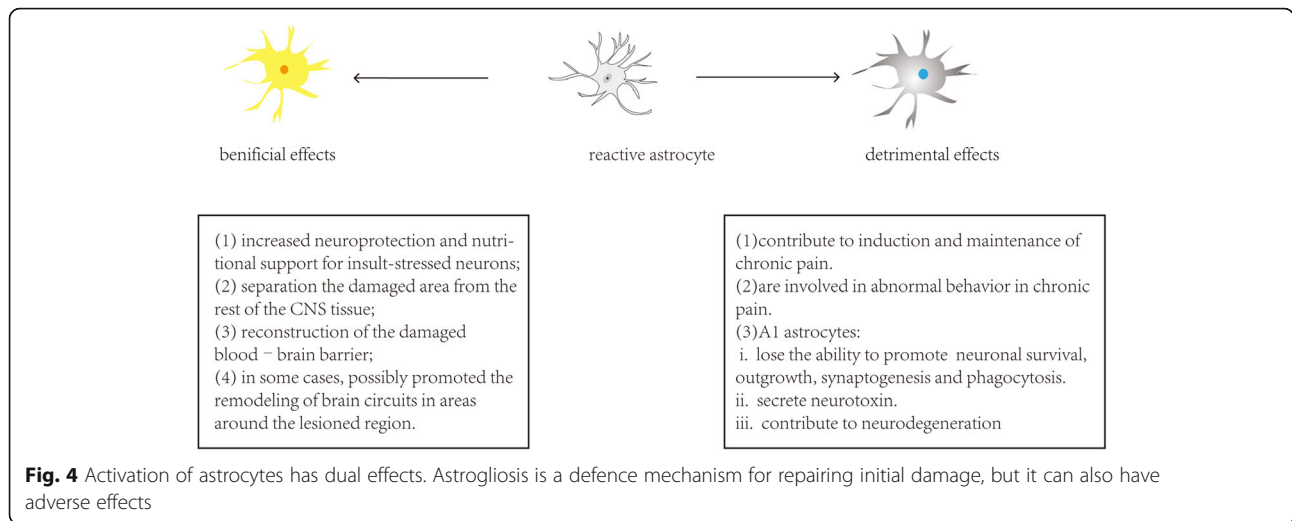 benificial effects
reactive astrocyte
detrimental effects
(1) increased neuroprotection and nutri-
tional support for insult-stressed neurons;
(2) separation the damaged area from the
rest of the CNS tissue;
(3) reconstruction of the damaged
blood – brain barrier;
(4) in some cases, possibly promoted the
remodeling of brain circuits in areas
around the lesioned region.
(1)contribute to induction and maintenance of
chronic pain.
(2)are involved in abnormal behavior in chronic
pain.
(3)A1 astrocytes:
i. lose the ability to promote neuronal survival,
outgrowth, synaptogenesis and phagocytosis.
ii. secrete neurotoxin.
iii. contribute to neurodegeneration
Fig. 4 Activation of astrocytes has dual effects. Astrogliosis is a defence mechanism for repairing initial damage, but it can also have
adverse effects